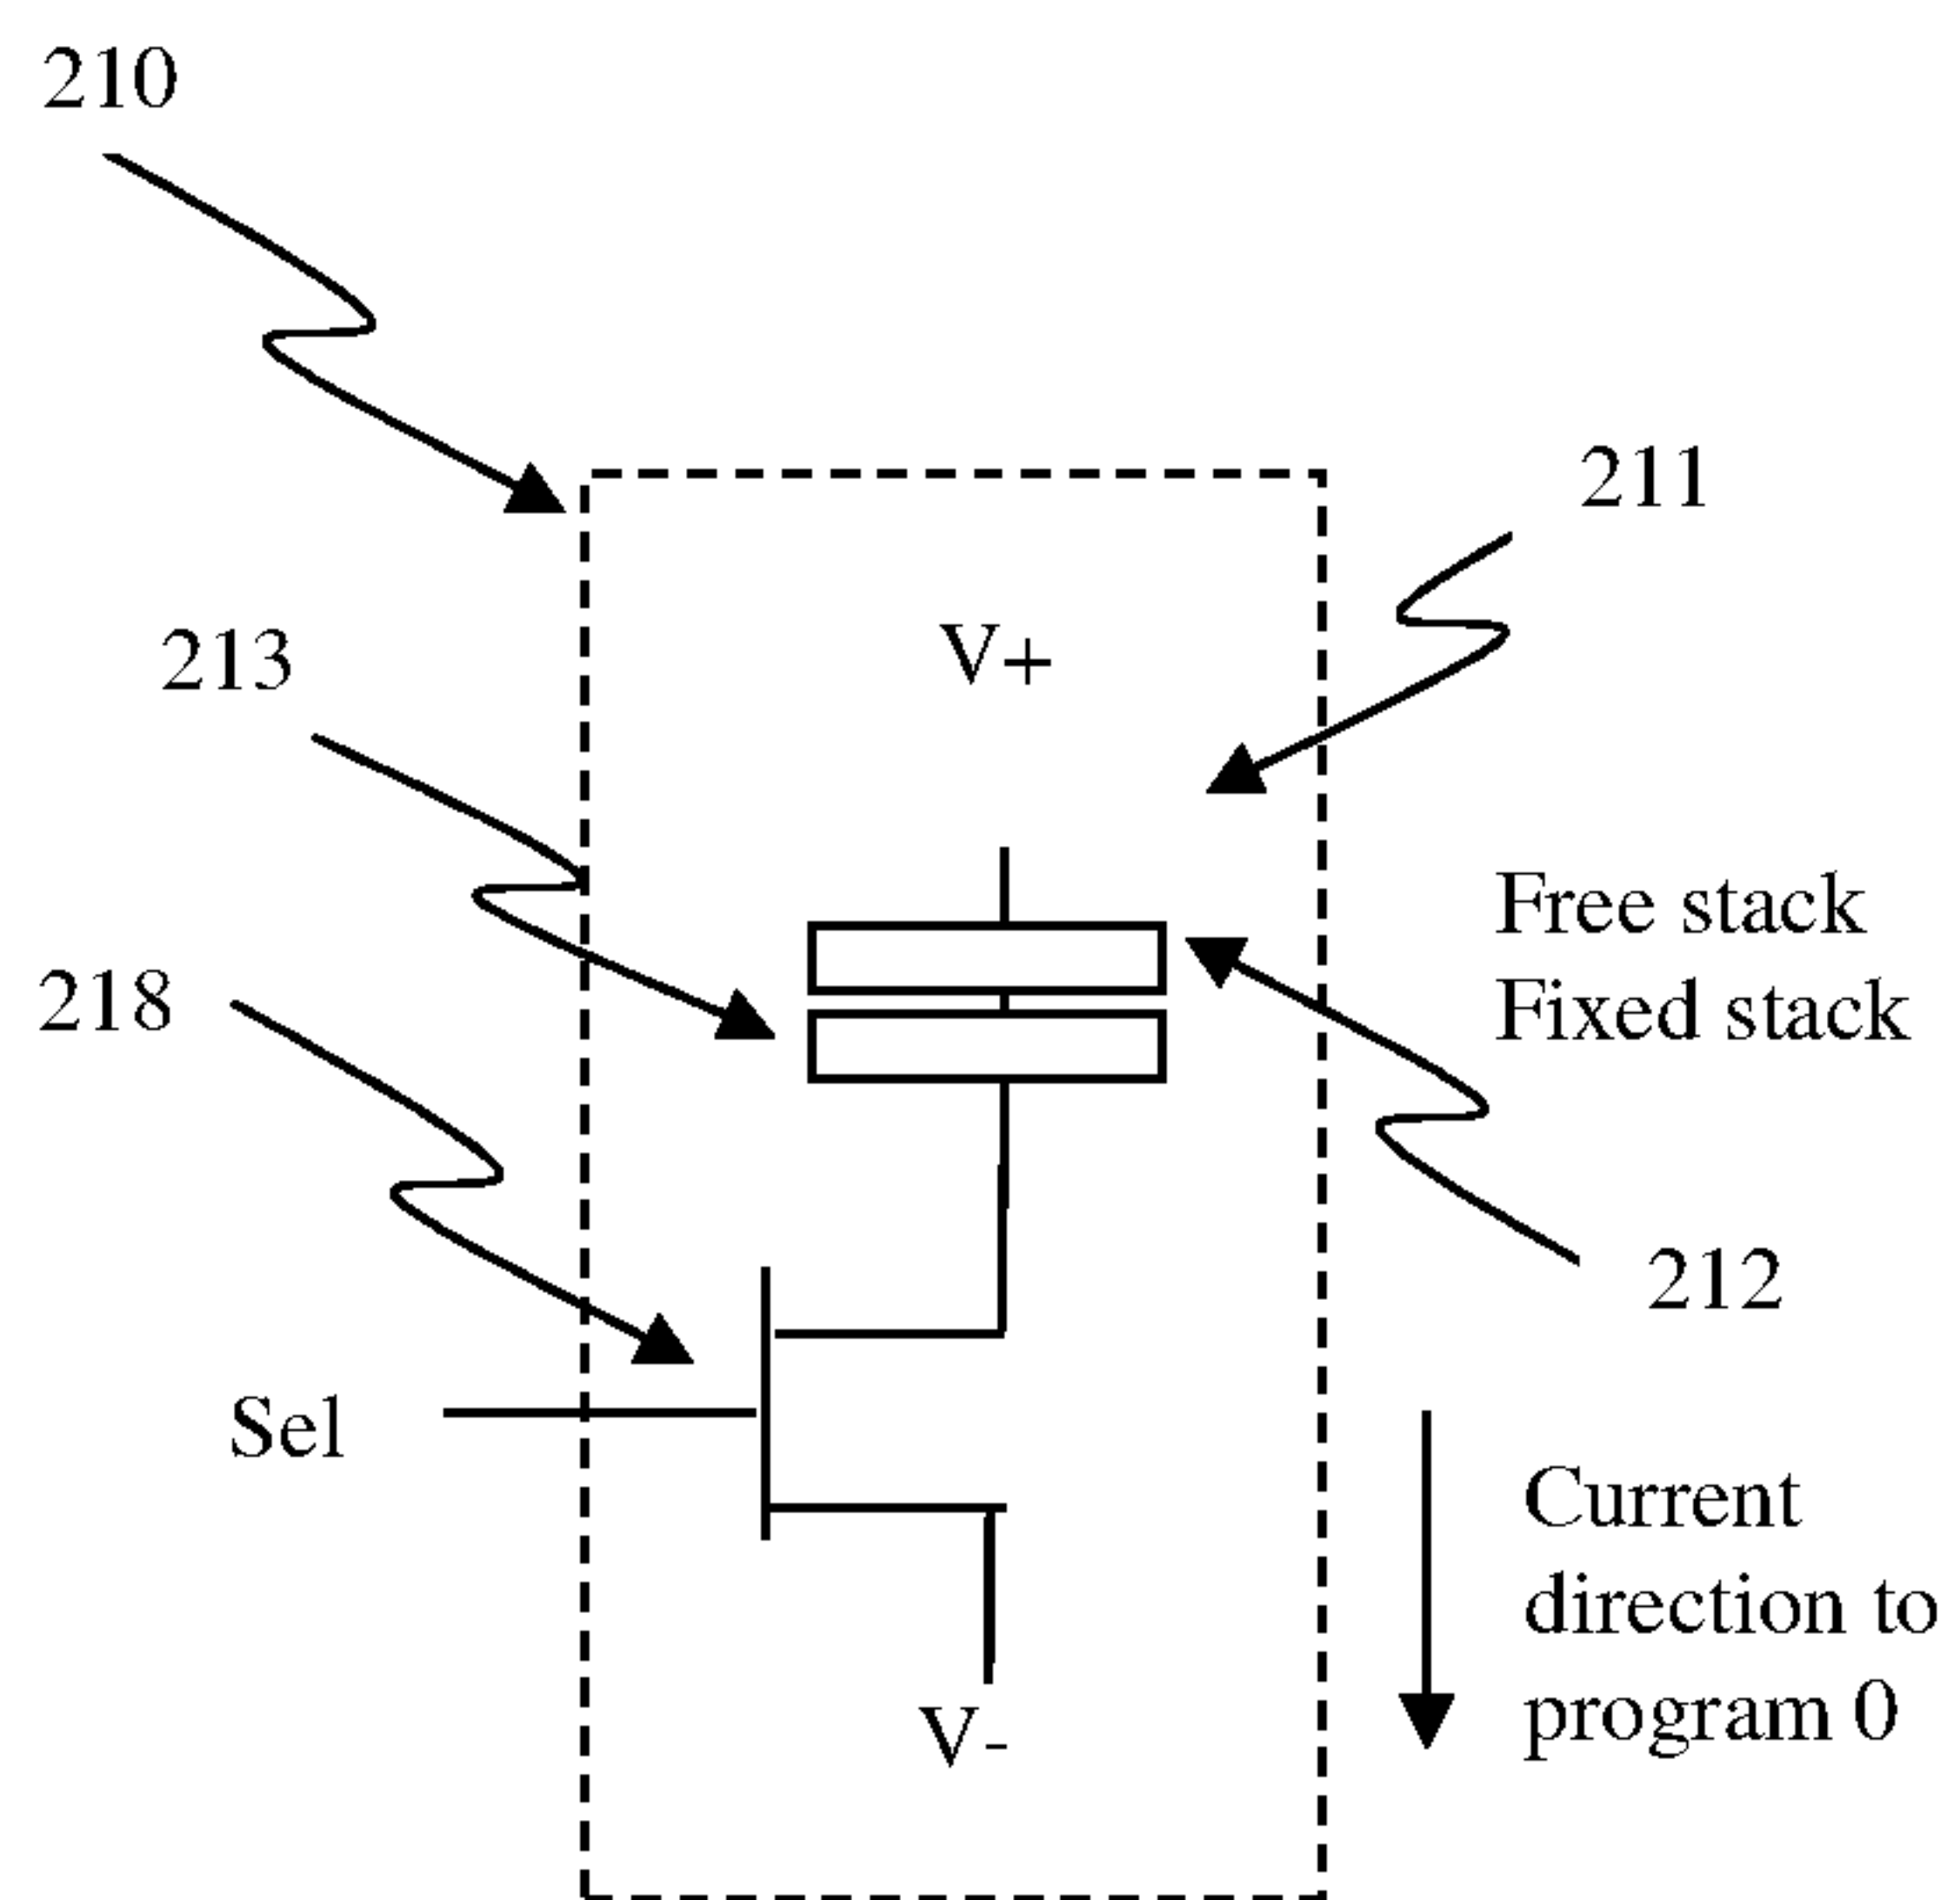 210
211
V+
213
Free stack
218
Fixed stack
212
Sel
Current
direction to
program 0
V-